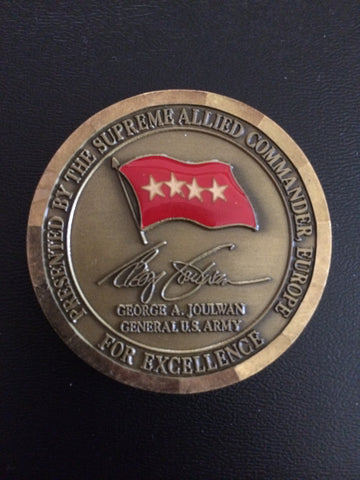 PRESENTED BY THE SUPREME ALLIED COMMANDER, EUROPE
GEORGE A. JOULWAN
GENERAL U.S. ARMY
FOR EXCELLENCE